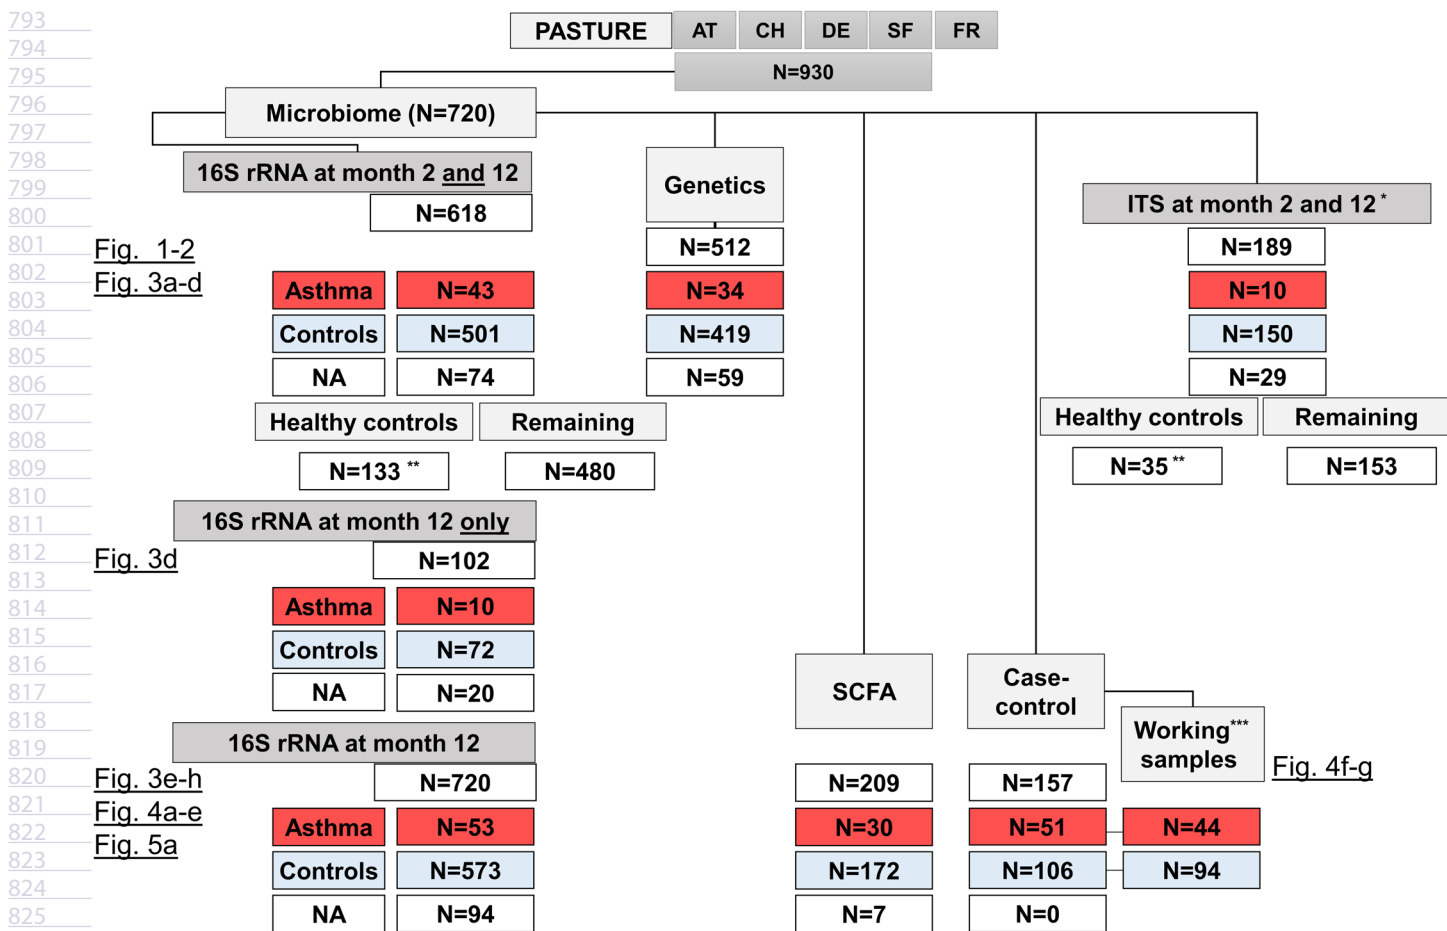 793
PASTURE AT CH DE SF FR
794
795
N=930
796
Microbiome (N=720)
797
798
16S rRNA at month 2 and 12
Genetics
799
ITS at month 2 and 12 *
800
N=618
801
Fig. 1-2
N=512
N=189
802
Fig. 3a-d
Asthma N=43
N=34
N=10
803
804
Controls N=501
N=419
N=150
805
NA N=74
N=59
N=29
806
807
Healthy controls Remaining
Healthy controls Remaining
808
809
N=133 ** N=480
N=35 ** N=153
810
811
16S rRNA at month 12 only
812
Fig. 3d
N=102
813
814
Asthma N=10
815
Controls N=72
816
817
NA N=20
SCFA
Case-
control
818
819
16S rRNA at month 12
Working***
samples
820
Fig. 3e-h
N=720
N=209
N=157
Fig. 4f-g
821
Fig. 4a-e
822
Asthma N=53
N=30
N=51
N=44
Fig. 5a
823
Controls N=573
N=172
N=106
N=94
824
825
NA N=94
N=7
N=0